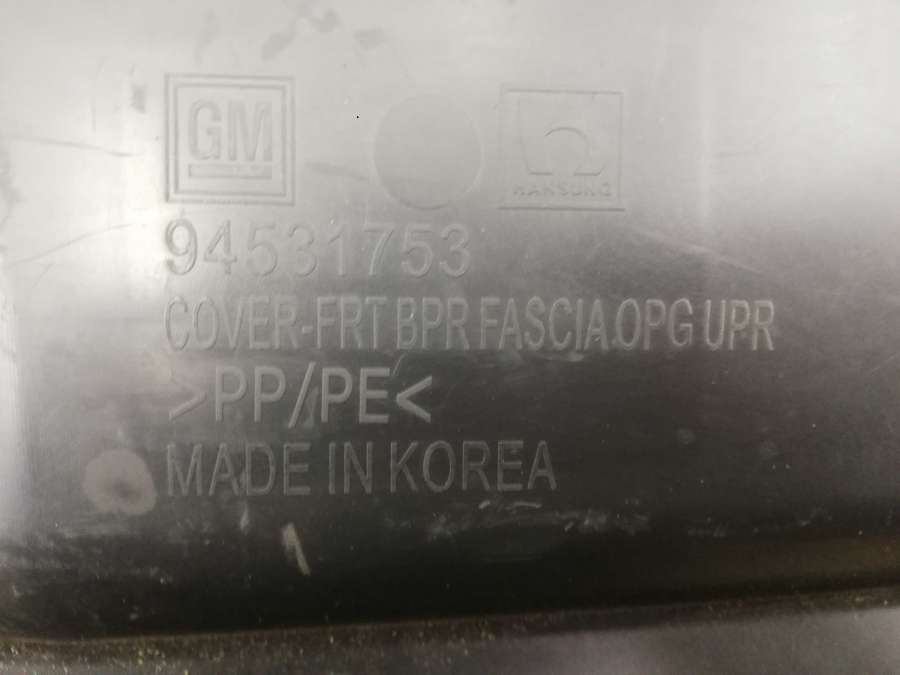 GM
HANSUNG
94531753
COVER-FRT BPR FASCIA.OPG UPR
>PP/PE<
MADE IN KOREA